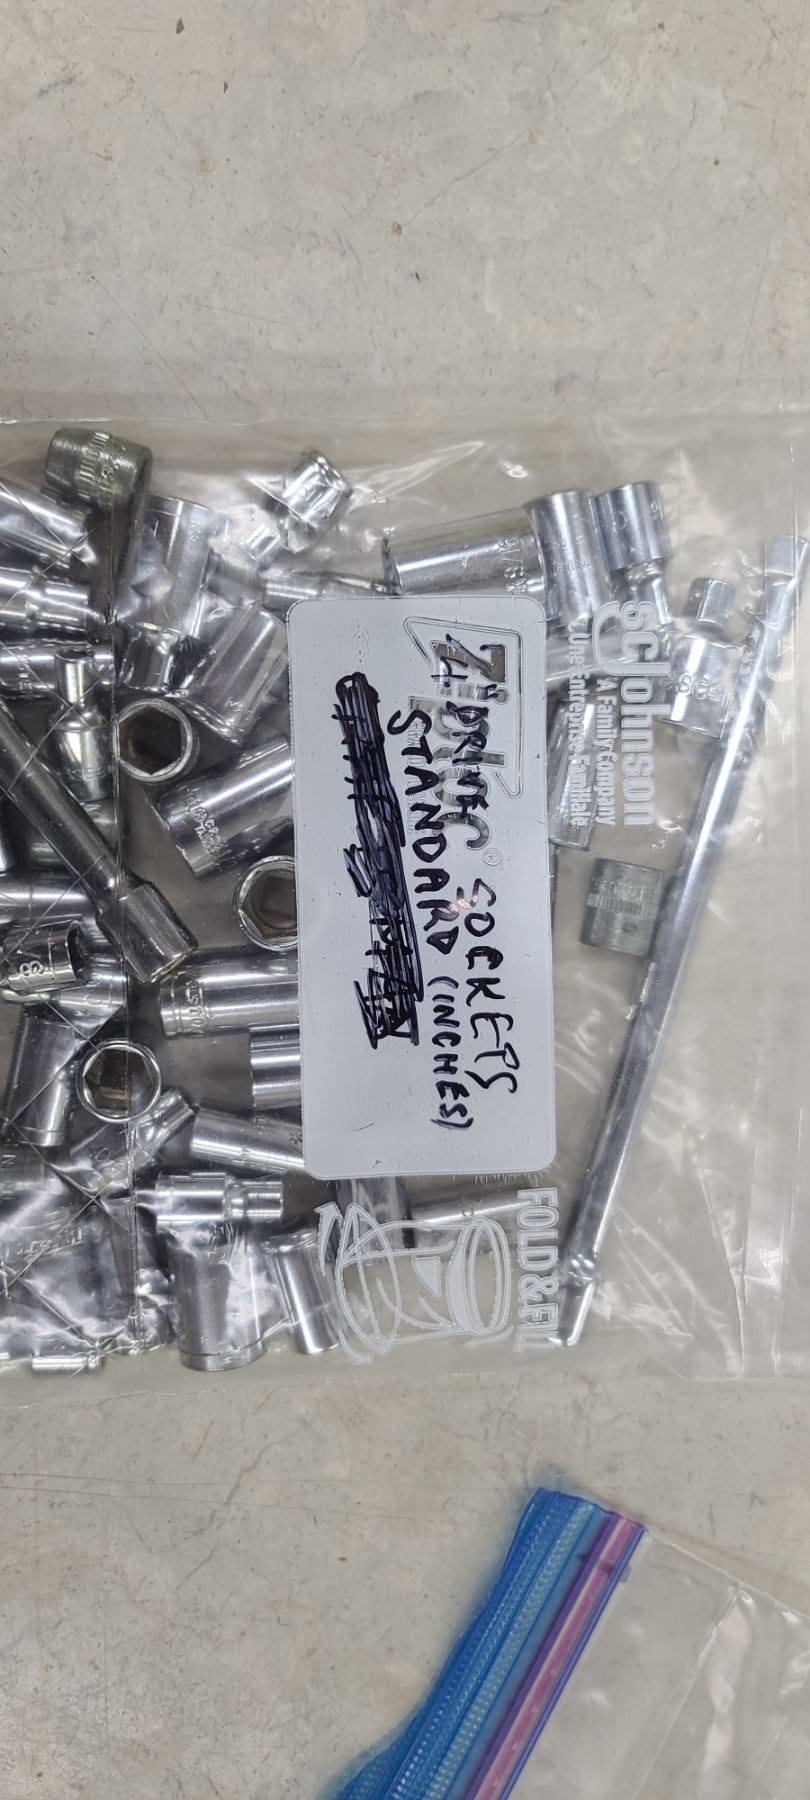 1/4" DRIVE SOCKETS
STANDARD (INCHES)
Ziploc®
scJohnson
A Family Company
Une Entreprise Familiale
FOLD & FILL